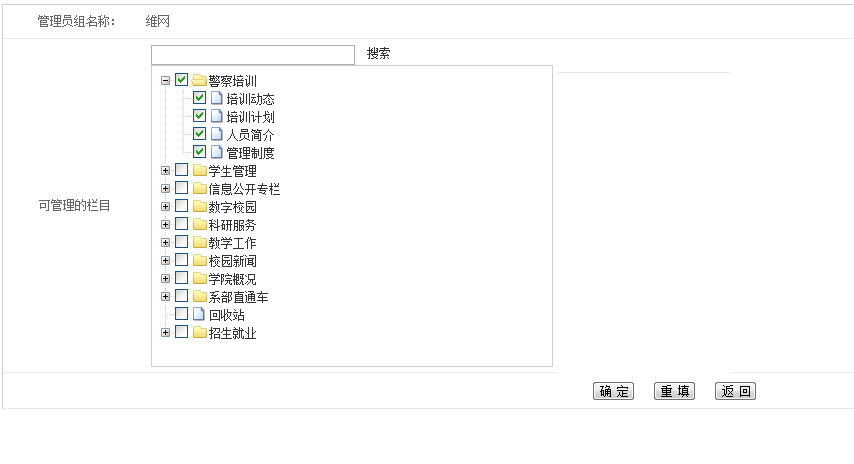 管理员组名称： 维网
搜索
警察培训
培训动态
培训计划
人员简介
管理制度
学生管理
信息公开专栏
数字校园
可管理的栏目
科研服务
教学工作
校园新闻
学院概况
系部直通车
回收站
招生就业
确 定 重 填 返 回